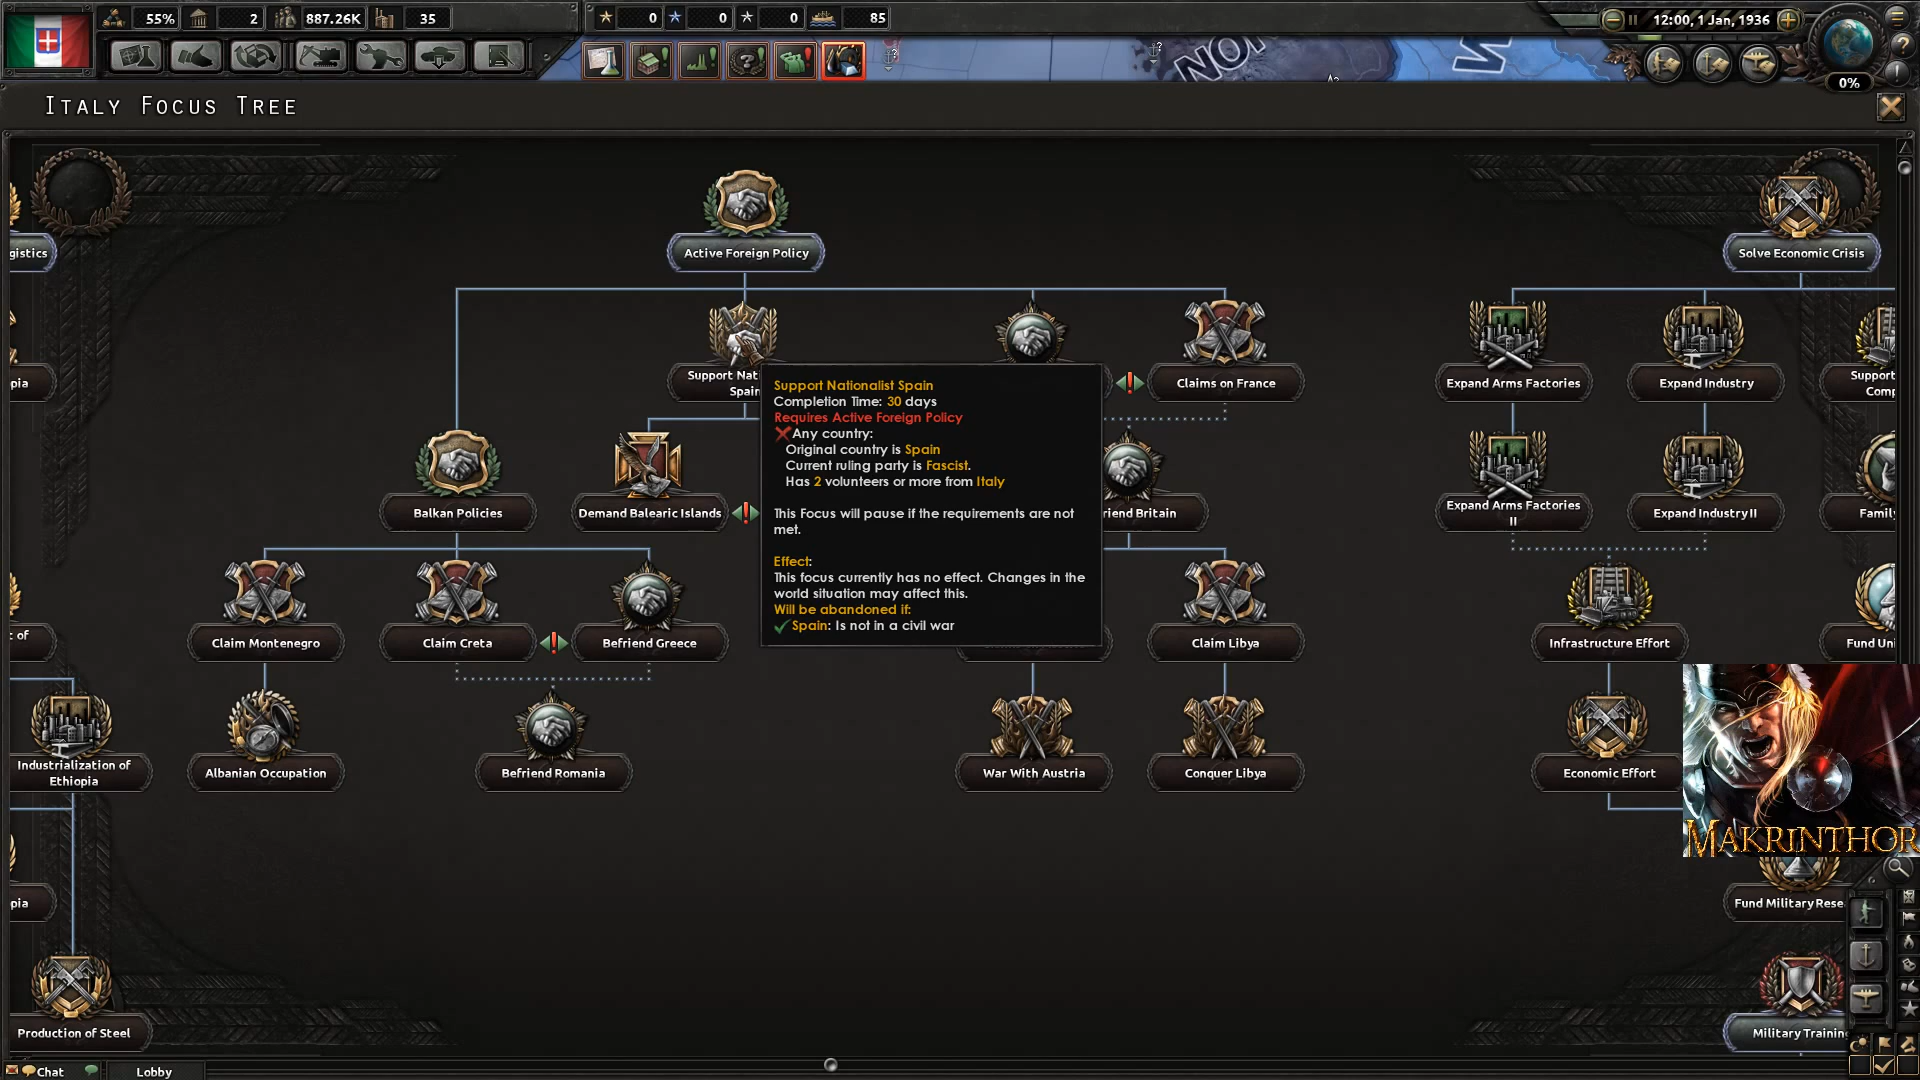 55%
2
887.26K
35
0
0
0
85
12:00, 1 Jan, 1936
0%
NO
Italy Focus Tree
Active Foreign Policy
Solve Economic Crisis
gistics
Support Nat
Spain
Claims on France
Expand Arms Factories
Expand Industry
Support
Comp
pia
Support Nationalist Spain
Completion Time: 30 days
Requires Active Foreign Policy
Any country:
Original country is Spain
Current ruling party is Fascist.
Has 2 volunteers or more from Italy
This Focus will pause if the requirements are not
met.
Effect:
This focus currently has no effect. Changes in the
world situation may affect this.
Will be abandoned if:
Spain: Is not in a civil war
Balkan Policies
Demand Balearic Islands
riend Britain
Expand Arms Factories
II
Expand Industry II
Family
t of
Claim Montenegro
Claim Creta
Befriend Greece
Claim Libya
Infrastructure Effort
Fund Uni
Industrialization of
Ethiopia
Albanian Occupation
Befriend Romania
War With Austria
Conquer Libya
Economic Effort
MAKRINTHOR
pia
Fund Military Rese
Production of Steel
Military Training
Chat
Lobby